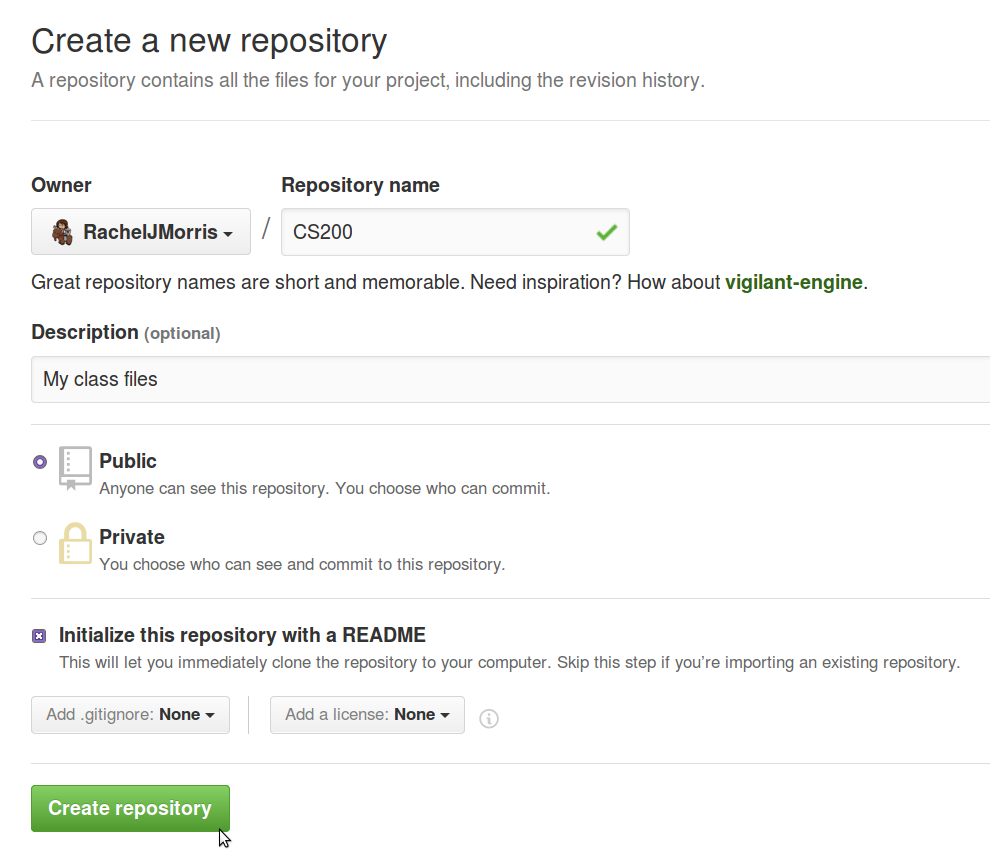 Create a new repository
A repository contains all the files for your project, including the revision history.
Owner
Repository name
RachelJMorris / CS200
Great repository names are short and memorable. Need inspiration? How about vigilant-engine.
Description (optional)
My class files
Public
Anyone can see this repository. You choose who can commit.
Private
You choose who can see and commit to this repository.
Initialize this repository with a README
This will let you immediately clone the repository to your computer. Skip this step if you’re importing an existing repository.
Add .gitignore: None
Add a license: None
Create repository